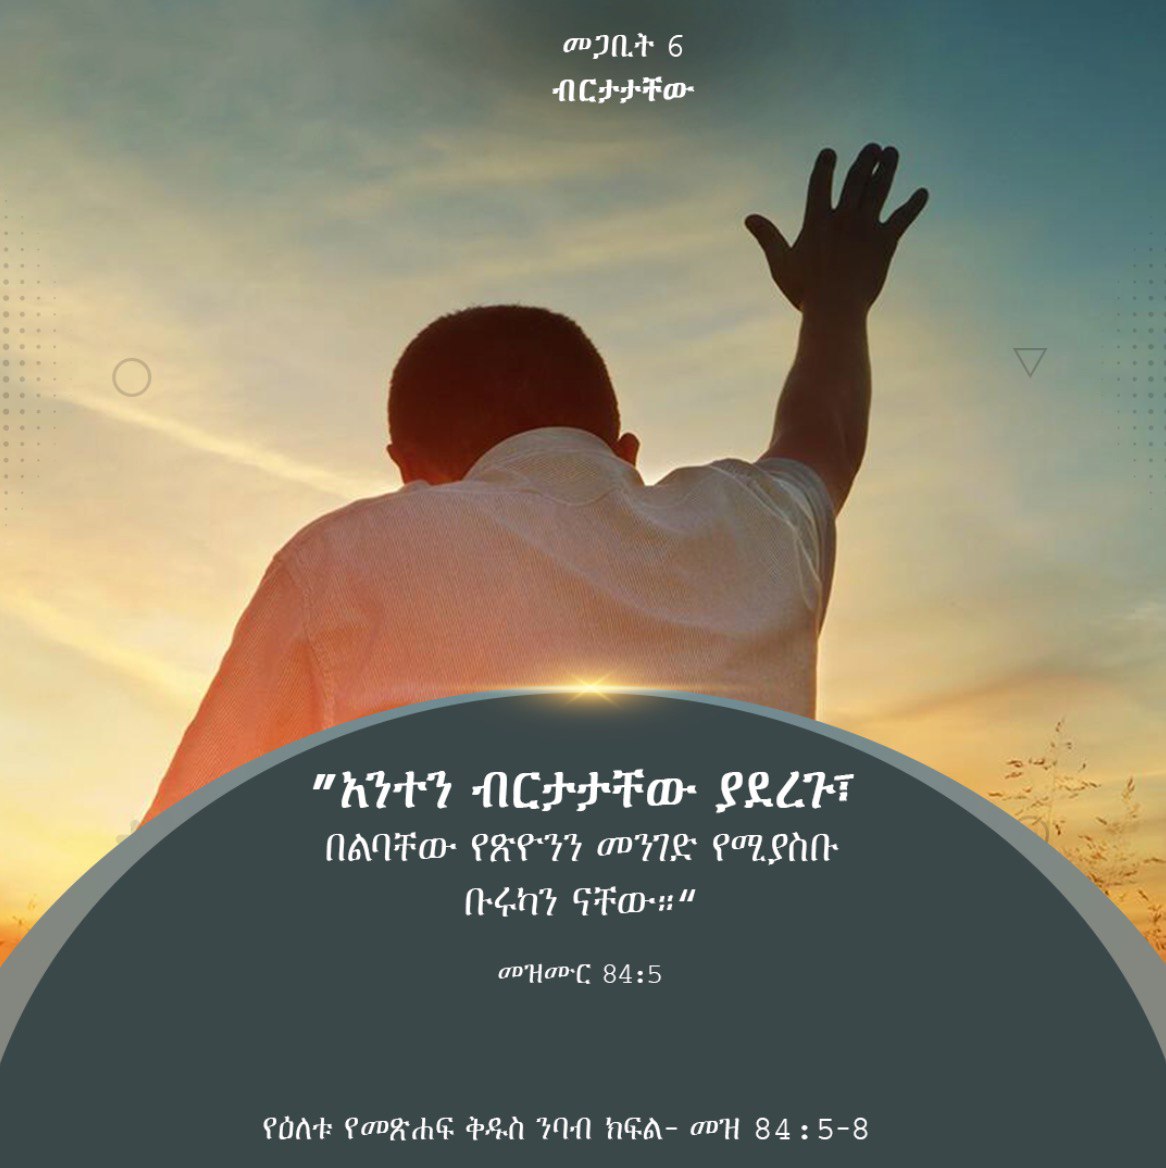 መጋቢት 6
ብርታታቸው
"አንተን ብርታታቸው ያደረጉ፣
በልባቸው የጽዮንን መንገድ የሚያስቡ
ቡሩካን ናቸው።"
መዝሙር 84:5
የዕለቱ የመጽሐፍ ቅዱስ ንባብ ክፍል- መዝ 84:5-8